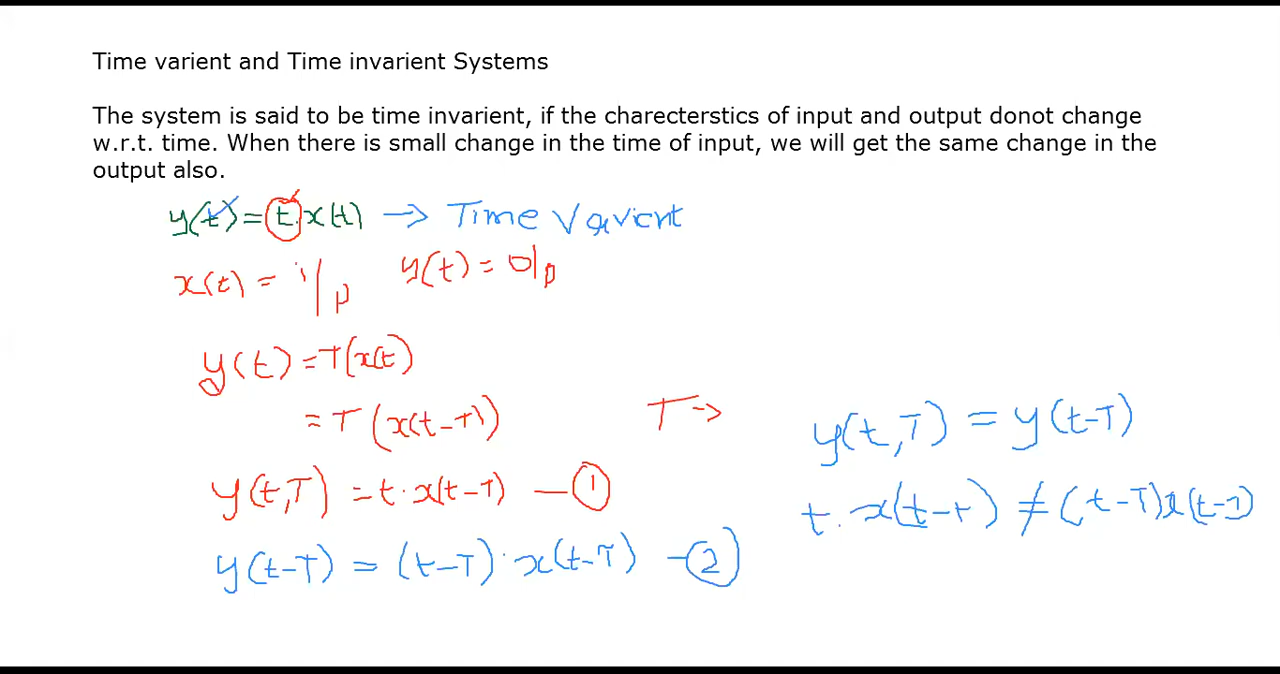 Time varient and Time invarient Systems
The system is said to be time invarient, if the charecterstics of input and output donot change
w.r.t. time. When there is small change in the time of input, we will get the same change in the
output also.
y(t) = t. x(t) → Time Varient
x(t) = i/p y(t) = o/p
y(t) = T(x(t)
= T (x(t-T)) T →
y(t,T) = t. x(t-T) — ①
y(t-T) = (t-T). x(t-T) — ②
y(t,T) = y(t-T)
t. x(t-T) ≠ (t-T)x(t-T)